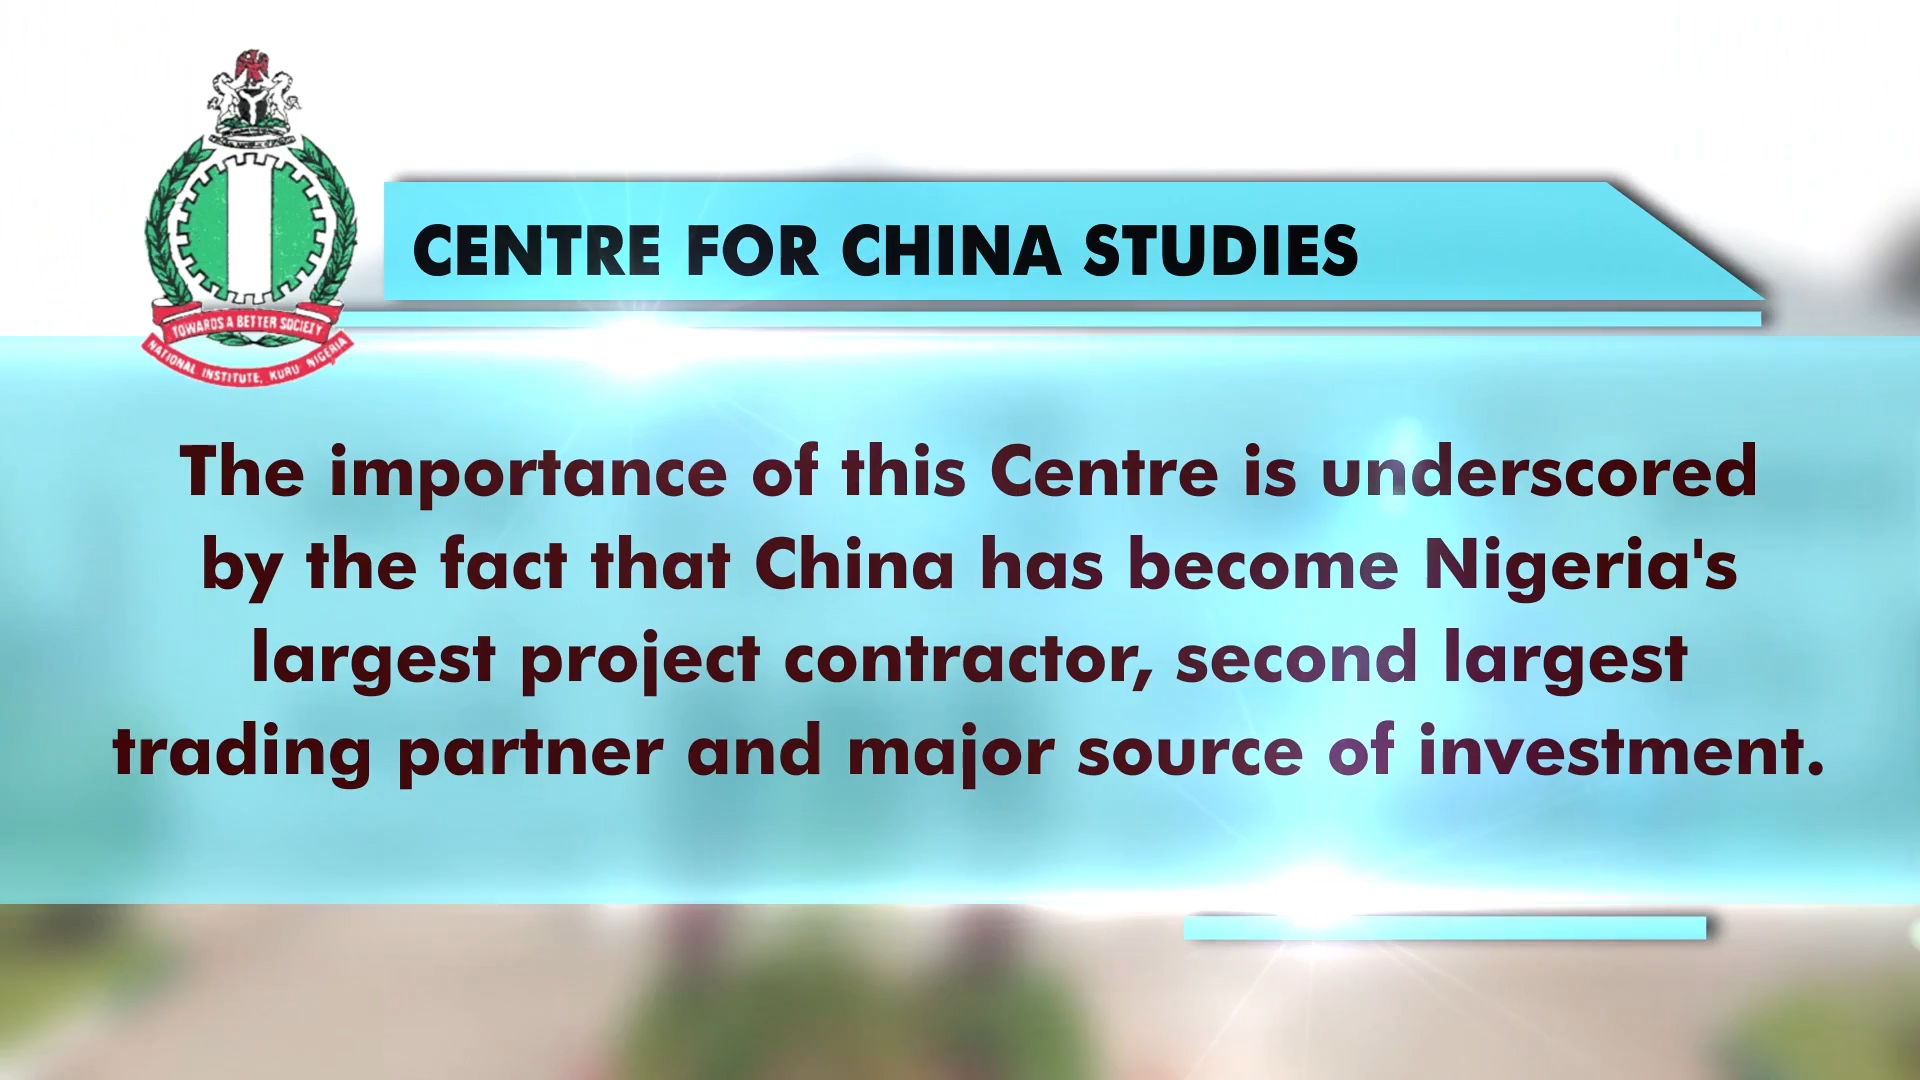 CENTRE FOR CHINA STUDIES
TOWARDS A BETTER SOCIETY
NATIONAL INSTITUTE, KURU NIGERIA
The importance of this Centre is underscored
by the fact that China has become Nigeria's
largest project contractor, second largest
trading partner and major source of investment.